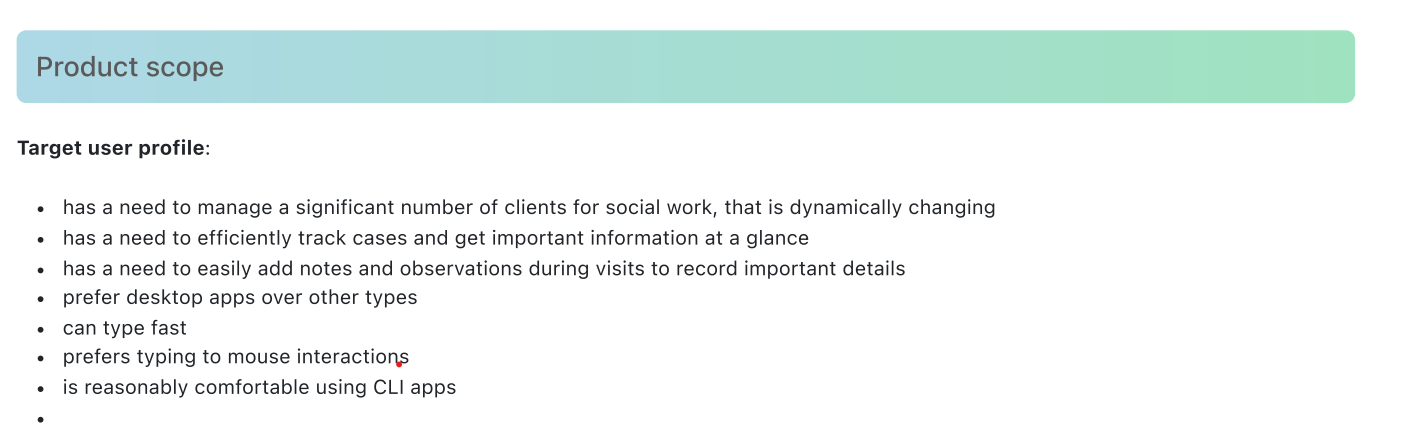 Product scope
Target user profile:
• has a need to manage a significant number of clients for social work, that is dynamically changing
• has a need to efficiently track cases and get important information at a glance
• has a need to easily add notes and observations during visits to record important details
• prefer desktop apps over other types
• can type fast
• prefers typing to mouse interactions
• is reasonably comfortable using CLI apps
•